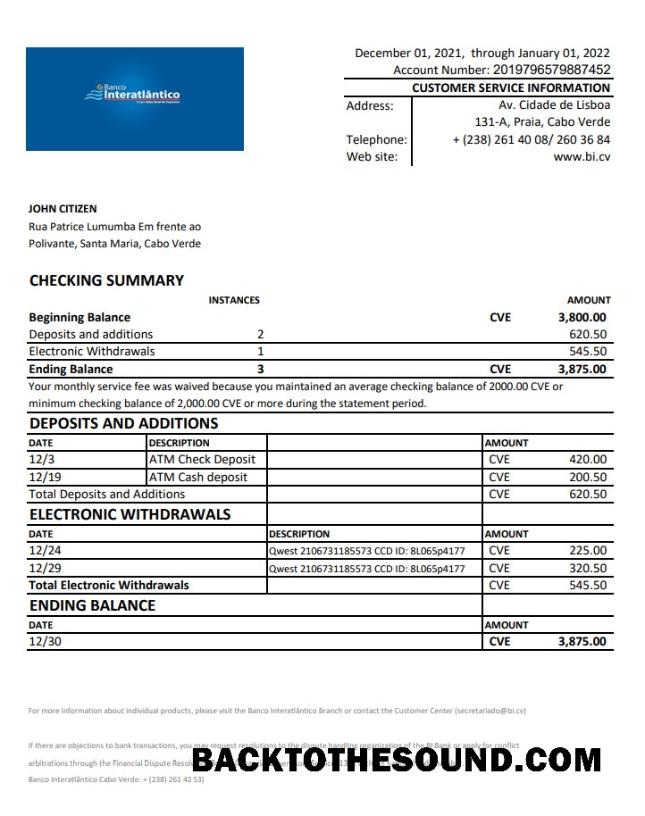 Banco
Interatlântico
December 01, 2021, through January 01, 2022
Account Number: 2019796579887452
CUSTOMER SERVICE INFORMATION
Address: Av. Cidade de Lisboa
131-A, Praia, Cabo Verde
Telephone: + (238) 261 40 08/ 260 36 84
Web site: www.bi.cv
JOHN CITIZEN
Rua Patrice Lumumba Em frente ao
Polivante, Santa Maria, Cabo Verde
CHECKING SUMMARY
INSTANCES AMOUNT
Beginning Balance CVE 3,800.00
Deposits and additions 2 620.50
Electronic Withdrawals 1 545.50
Ending Balance 3 CVE 3,875.00
Your monthly service fee was waived because you maintained an average checking balance of 2000.00 CVE or
minimum checking balance of 2,000.00 CVE or more during the statement period.
DEPOSITS AND ADDITIONS
DATE DESCRIPTION AMOUNT
12/3 ATM Check Deposit CVE 420.00
12/19 ATM Cash deposit CVE 200.50
Total Deposits and Additions CVE 620.50
ELECTRONIC WITHDRAWALS
DATE DESCRIPTION AMOUNT
12/24 Qwest 2106731185573 CCD ID: 8L065p4177 CVE 225.00
12/29 Qwest 2106731185573 CCD ID: 8L065p4177 CVE 320.50
Total Electronic Withdrawals CVE 545.50
ENDING BALANCE
DATE AMOUNT
12/30 CVE 3,875.00
For more information about individual products, please visit the Banco Interatlântico Branch or contact the Customer Center (secretariado@bi.cv)
If there are objections to bank transactions, you may request resolutions to the dispute handling organization of the BI Bank or apply for conflict
arbitrations through the Financial Dispute
BACKTOTHESOUND.COM
Banco Interatlântico Cabo Verde: + (238) 261 42 53)